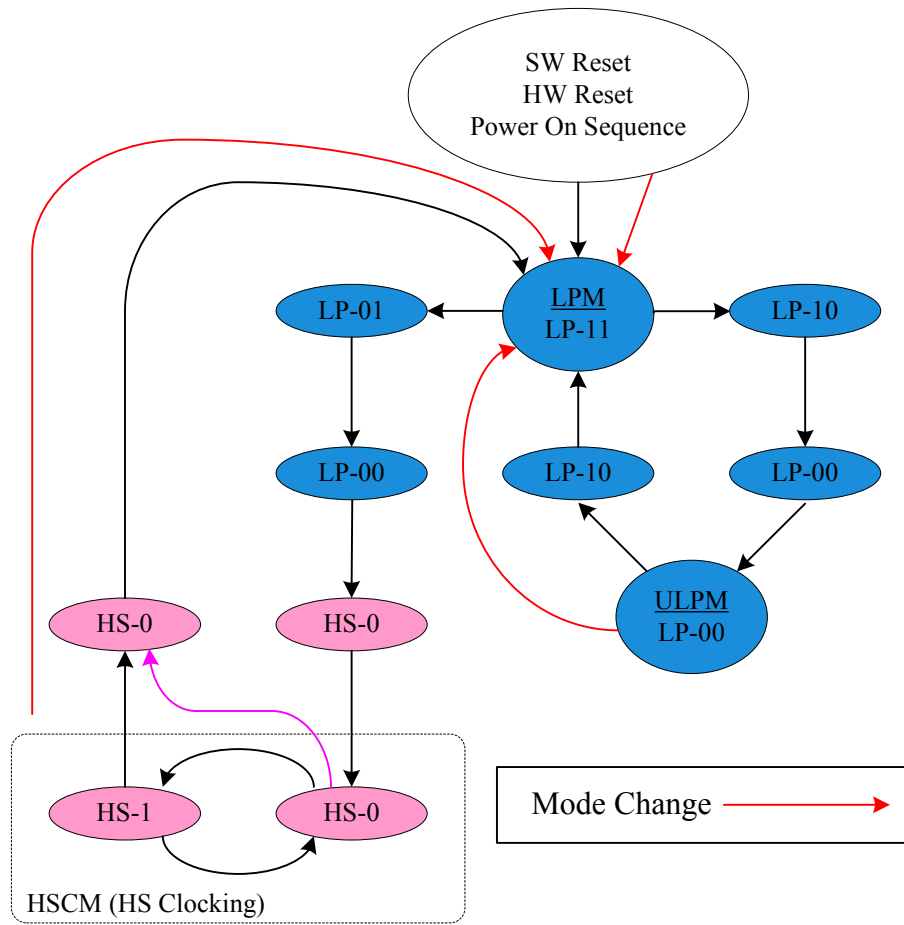 SW Reset
HW Reset
Power On Sequence
LP-01
LPM
LP-11
LP-10
LP-00
LP-10
LP-00
HS-0
HS-0
ULPM
LP-00
HS-1
HS-0
HSCM (HS Clocking)
Mode Change